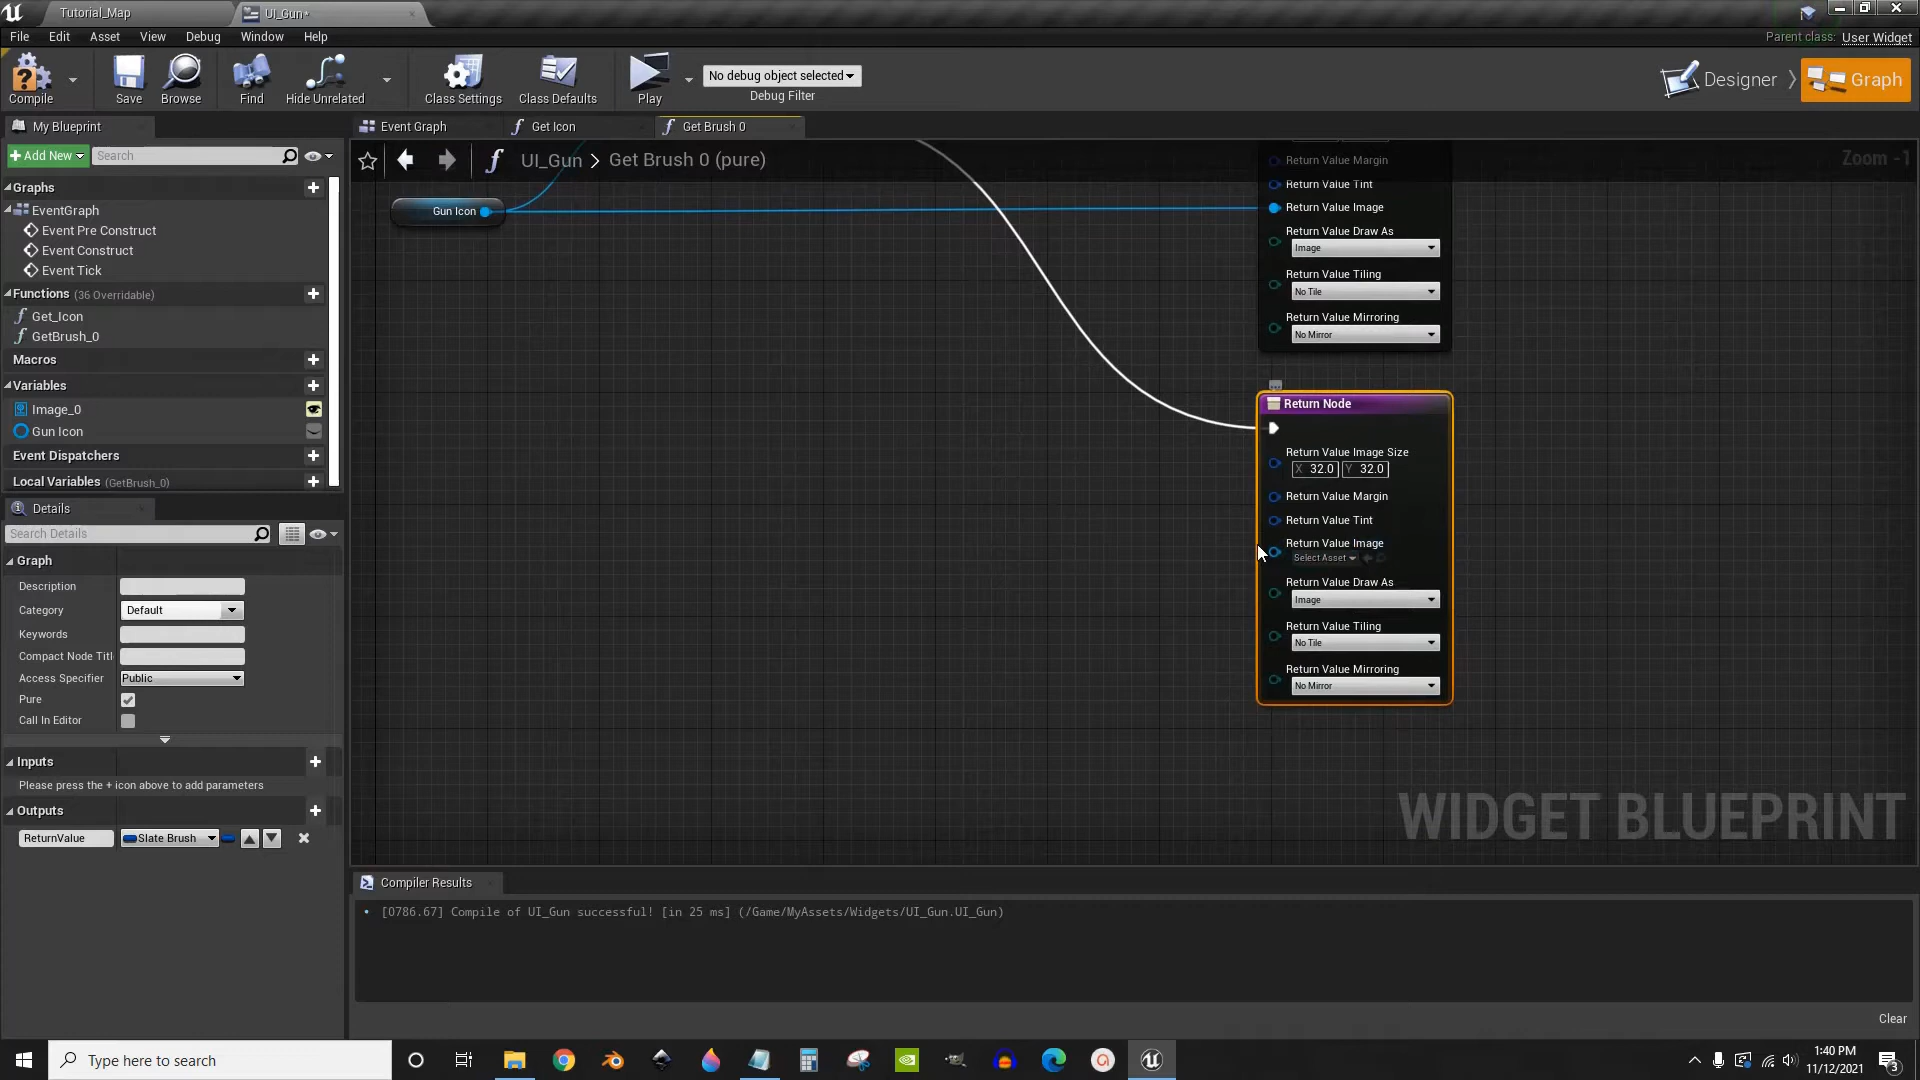 Tutorial_Map
UI_Gun*
File Edit Asset View Debug Window Help
Parent class: User Widget
Compile
Save
Browse
Find
Hide Unrelated
Class Settings
Class Defaults
Play
No debug object selected
Debug Filter
Designer
Graph
My Blueprint
Event Graph
Get Icon
Get Brush 0
Add New
Search
UI_Gun > Get Brush 0 (pure)
Zoom -1
Graphs
EventGraph
Event Pre Construct
Event Construct
Event Tick
Functions (36 Overridable)
Get_Icon
GetBrush_0
Macros
Variables
Image_0
Gun Icon
Event Dispatchers
Local Variables (GetBrush_0)
Gun Icon
Return Value Margin
Return Value Tint
Return Value Image
Return Value Draw As
Image
Return Value Tiling
No Tile
Return Value Mirroring
No Mirror
Return Node
Return Value Image Size
X 32.0 Y 32.0
Return Value Margin
Return Value Tint
Return Value Image
Select Asset
Return Value Draw As
Image
Return Value Tiling
No Tile
Return Value Mirroring
No Mirror
WIDGET BLUEPRINT
Details
Search Details
Graph
Description
Category Default
Keywords
Compact Node Titl
Access Specifier Public
Pure
Call In Editor
Inputs
Please press the + icon above to add parameters
Outputs
ReturnValue Slate Brush
Compiler Results
[0786.67] Compile of UI_Gun successful! [in 25 ms] (/Game/MyAssets/Widgets/UI_Gun.UI_Gun)
Clear
Type here to search
1:40 PM
11/12/2021
3